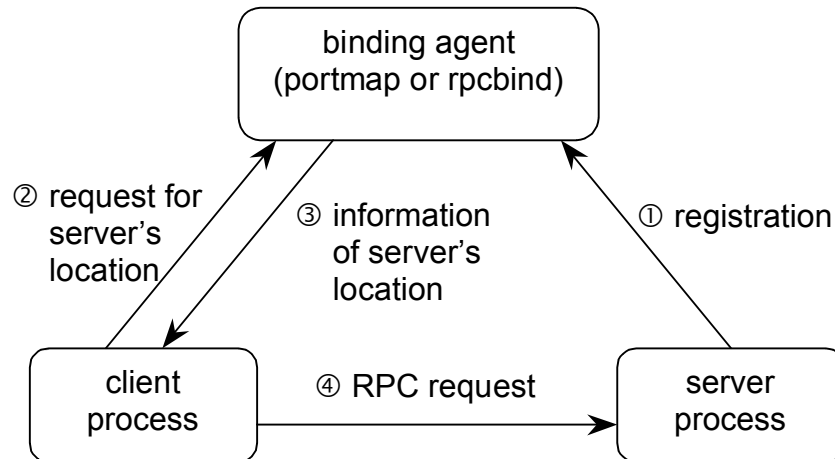 binding agent
(portmap or rpcbind)
② request for
server’s
location
③ information
of server’s
location
① registration
client
process
④ RPC request
server
process